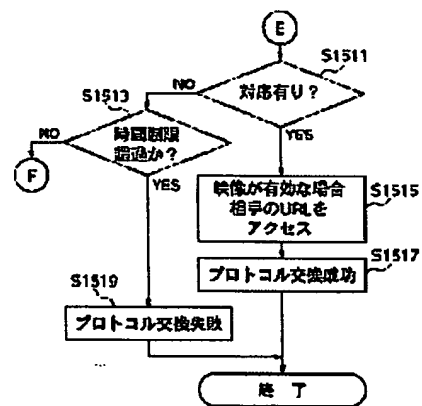 E
S1511
対応有り?
NO
YES
S1513
時間制限
超過か?
NO
F
YES
映像が有効な場合
相手のURLを
アクセス
S1515
プロトコル交換成功
S1517
S1519
プロトコル交換失敗
終 了